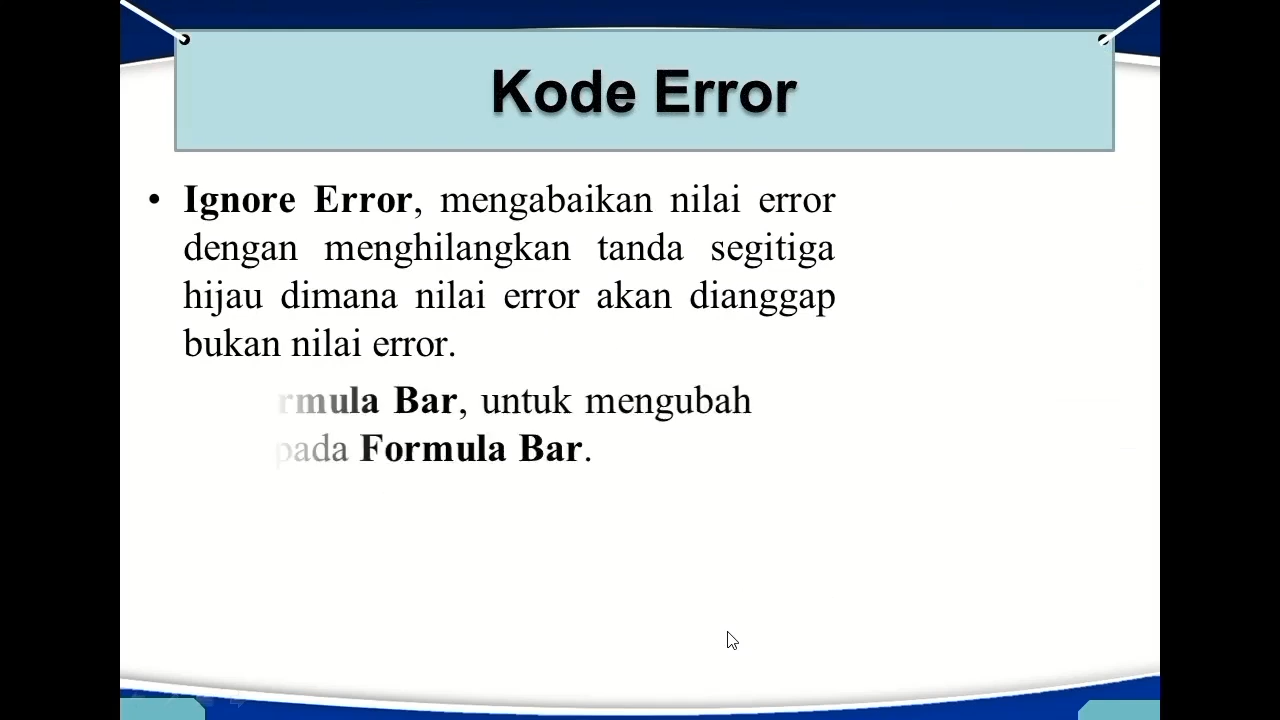 Kode Error
• Ignore Error, mengabaikan nilai error
dengan menghilangkan tanda segitiga
hijau dimana nilai error akan dianggap
bukan nilai error.
Bar, untuk mengubah
pada Formula Bar.